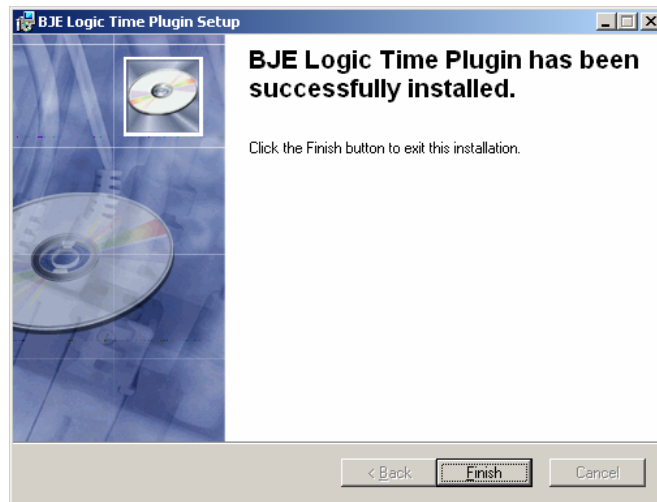 BJE Logic Time Plugin Setup
BJE Logic Time Plugin has been
successfully installed.
Click the Finish button to exit this installation.
< Back Finish Cancel